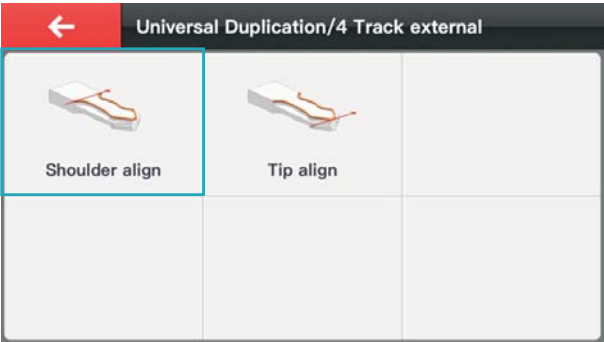 Universal Duplication/4 Track external
Shoulder align
Tip align